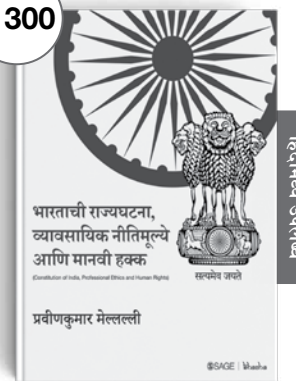 300
भारताची राज्यघटना,
व्यावसायिक नीतिमूल्ये
आणि मानवी हक्क
(Constitution of India, Professional Ethics and Human Rights)
सत्यमेव जयते
प्रवीणकुमार मेल्लल्ली
SAGE | bhasha